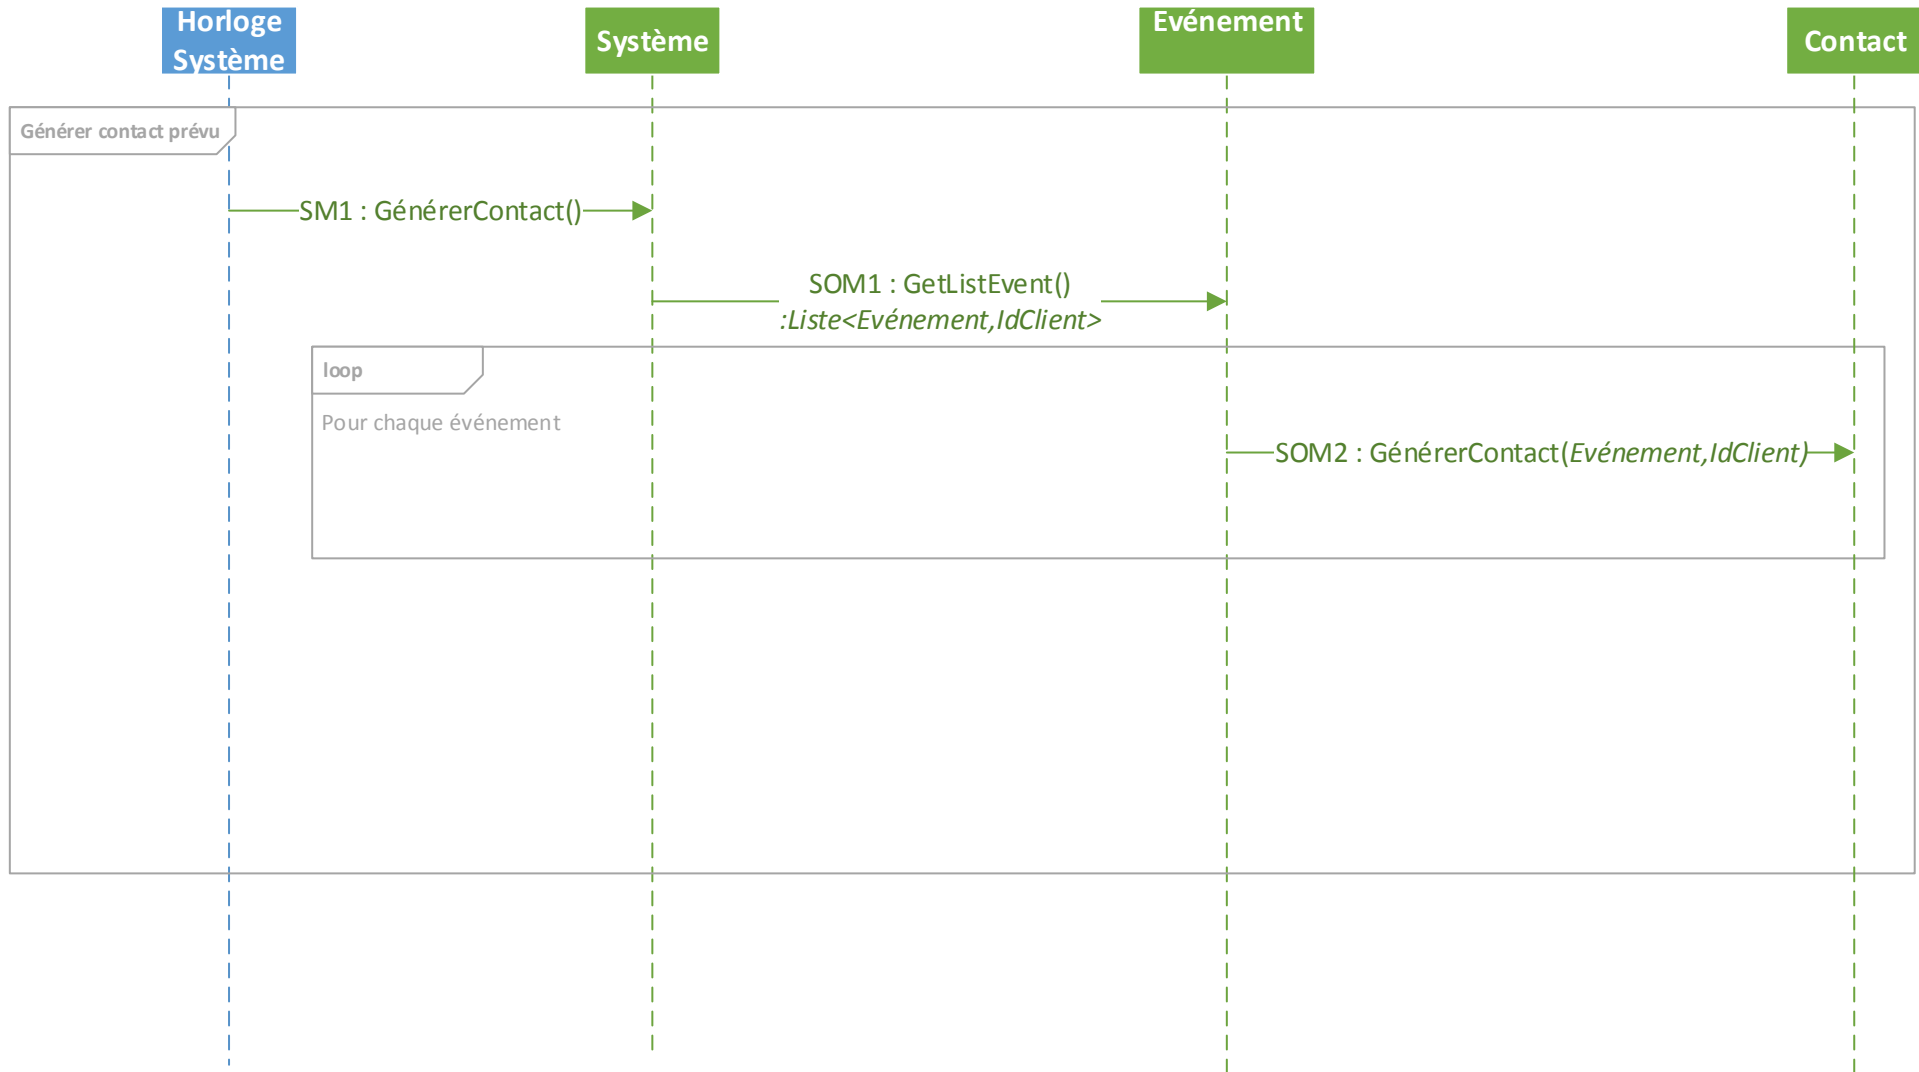 Horloge
Système
Système
Evénement
Contact
Générer contact prévu
SM1 : GénérerContact()
SOM1 : GetListEvent()
:Liste<Evénement,IdClient>
loop
Pour chaque événement
SOM2 : GénérerContact(Evénement,IdClient)